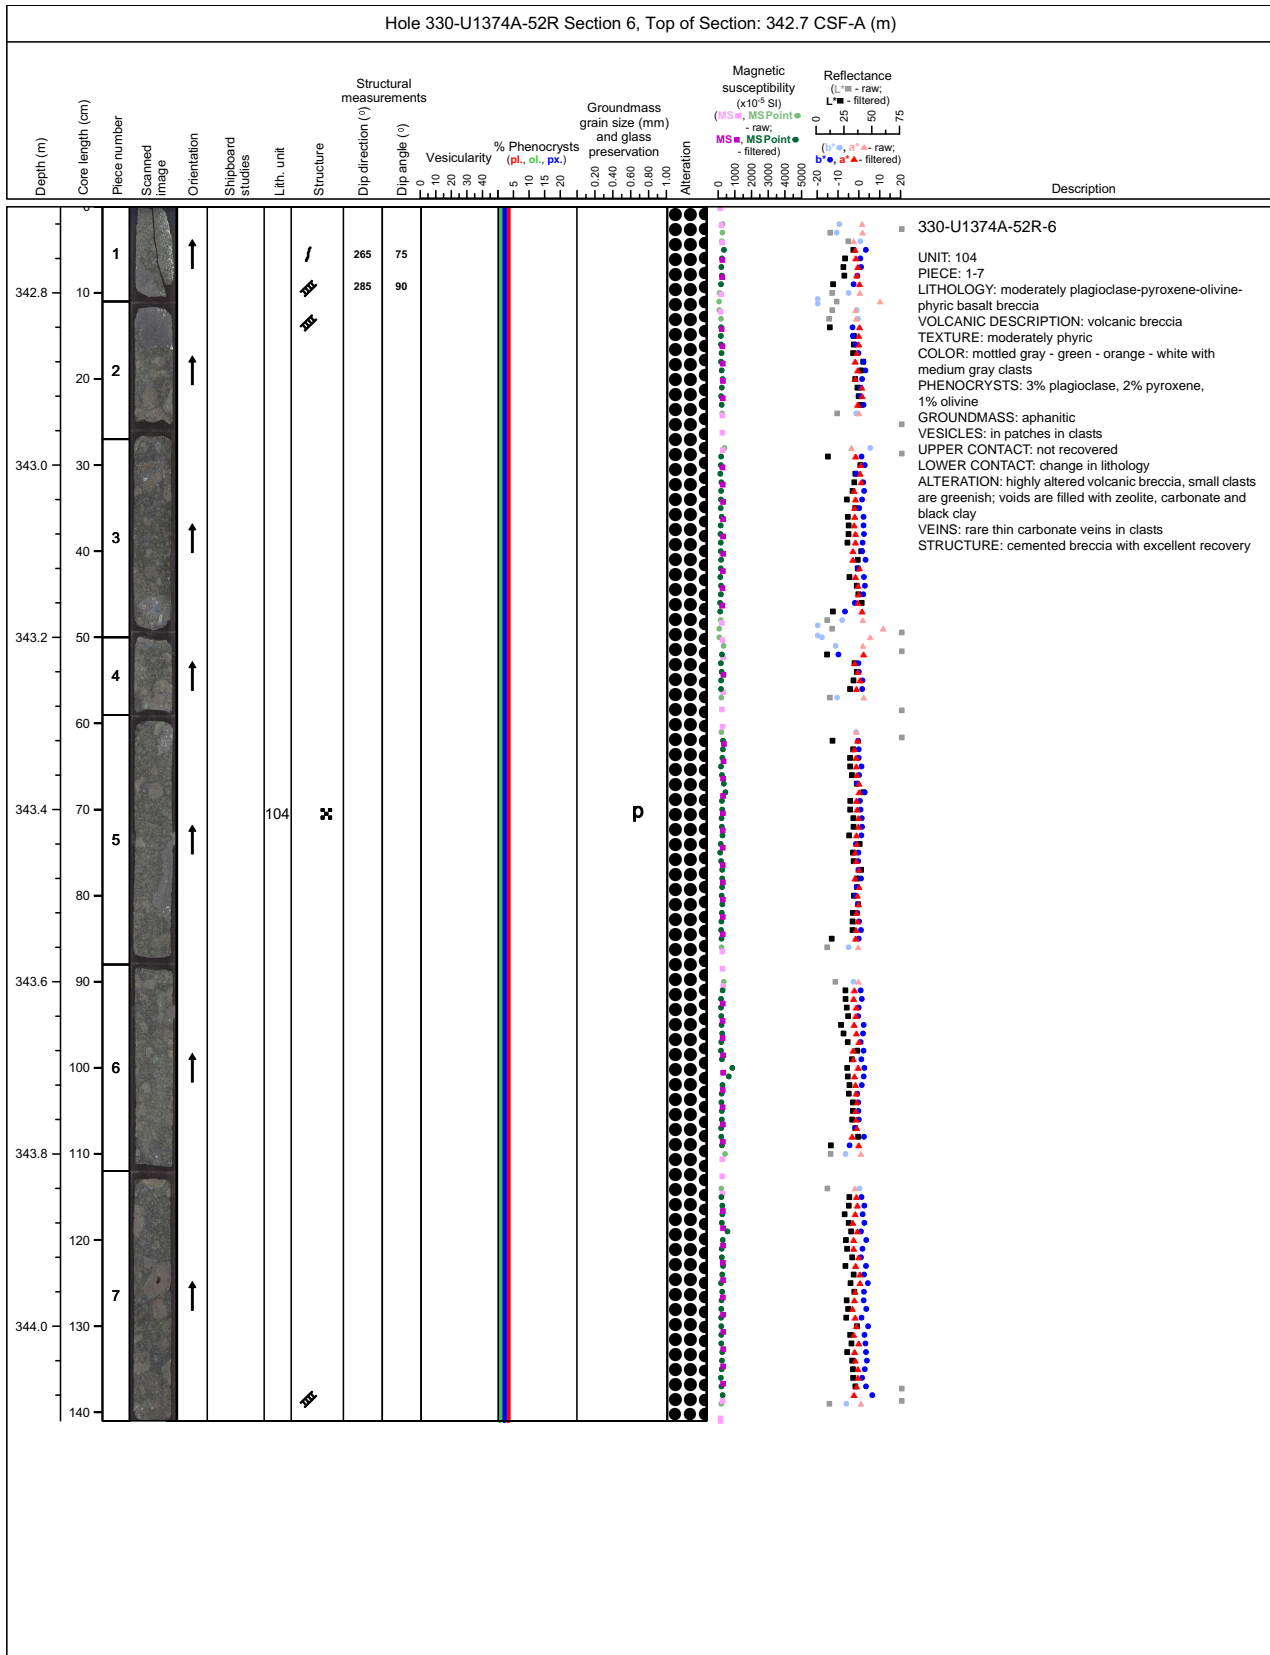 Hole 330-U1374A-52R Section 6, Top of Section: 342.7 CSF-A (m)
Depth (m)
Core length (cm)
Piece number
Scanned
image
Orientation
Shipboard
studies
Lith. unit
Structure
Structural
measurements
Dip direction (°)
Dip angle (°)
Vesicularity
0 10 20 30 40
% Phenocrysts
(pl., ol., px.)
5 10 15 20
Groundmass
grain size (mm)
and glass
preservation
0.20 0.40 0.60 0.80 1.00
Alteration
Magnetic
susceptibility
(x10-5 SI)
(MS■, MSPoint●
- raw;
MS■, MSPoint●
- filtered)
0 1000 2000 3000 4000 5000
Reflectance
(L*■ - raw;
L*■ - filtered)
0 25 50 75
(b*●, a*▲- raw;
b*●, a*▲- filtered)
-20 -10 0 10 20
Description
0
1
265 75
285 90
342.8
10
2
20
343.0
30
3
40
343.2
50
4
60
343.4
70
104
p
5
80
343.6
90
6
100
343.8
110
120
7
344.0
130
140
330-U1374A-52R-6
UNIT: 104
PIECE: 1-7
LITHOLOGY: moderately plagioclase-pyroxene-olivine-
phyric basalt breccia
VOLCANIC DESCRIPTION: volcanic breccia
TEXTURE: moderately phyric
COLOR: mottled gray - green - orange - white with
medium gray clasts
PHENOCRYSTS: 3% plagioclase, 2% pyroxene,
1% olivine
GROUNDMASS: aphanitic
VESICLES: in patches in clasts
UPPER CONTACT: not recovered
LOWER CONTACT: change in lithology
ALTERATION: highly altered volcanic breccia, small clasts
are greenish; voids are filled with zeolite, carbonate and
black clay
VEINS: rare thin carbonate veins in clasts
STRUCTURE: cemented breccia with excellent recovery